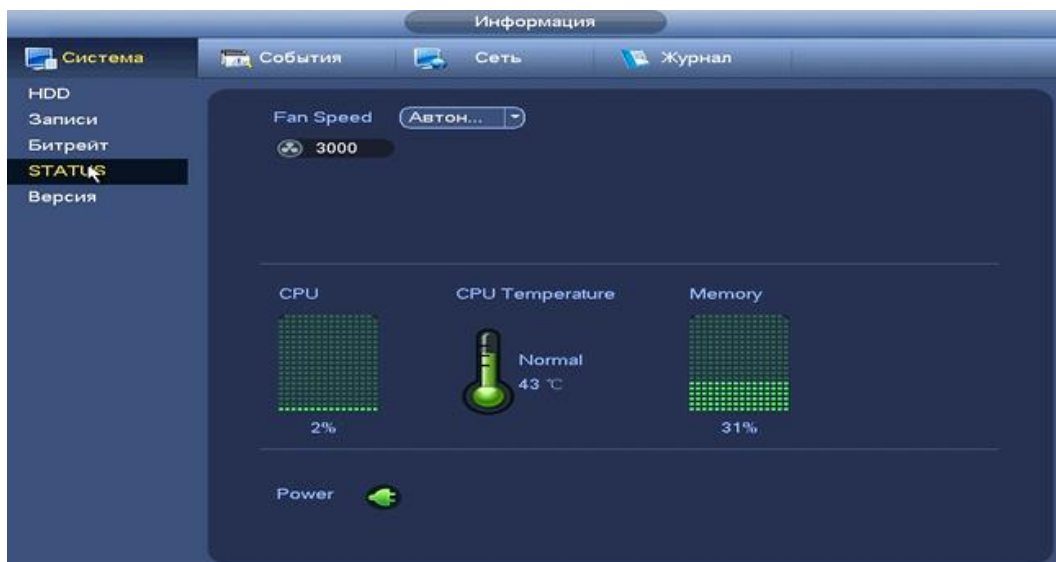 Информация
Система События Сеть Журнал
HDD
Записи
Битрейт
STATUS
Версия
Fan Speed Автон...
3000
CPU CPU Temperature Memory
Normal
43 °C
2% 31%
Power